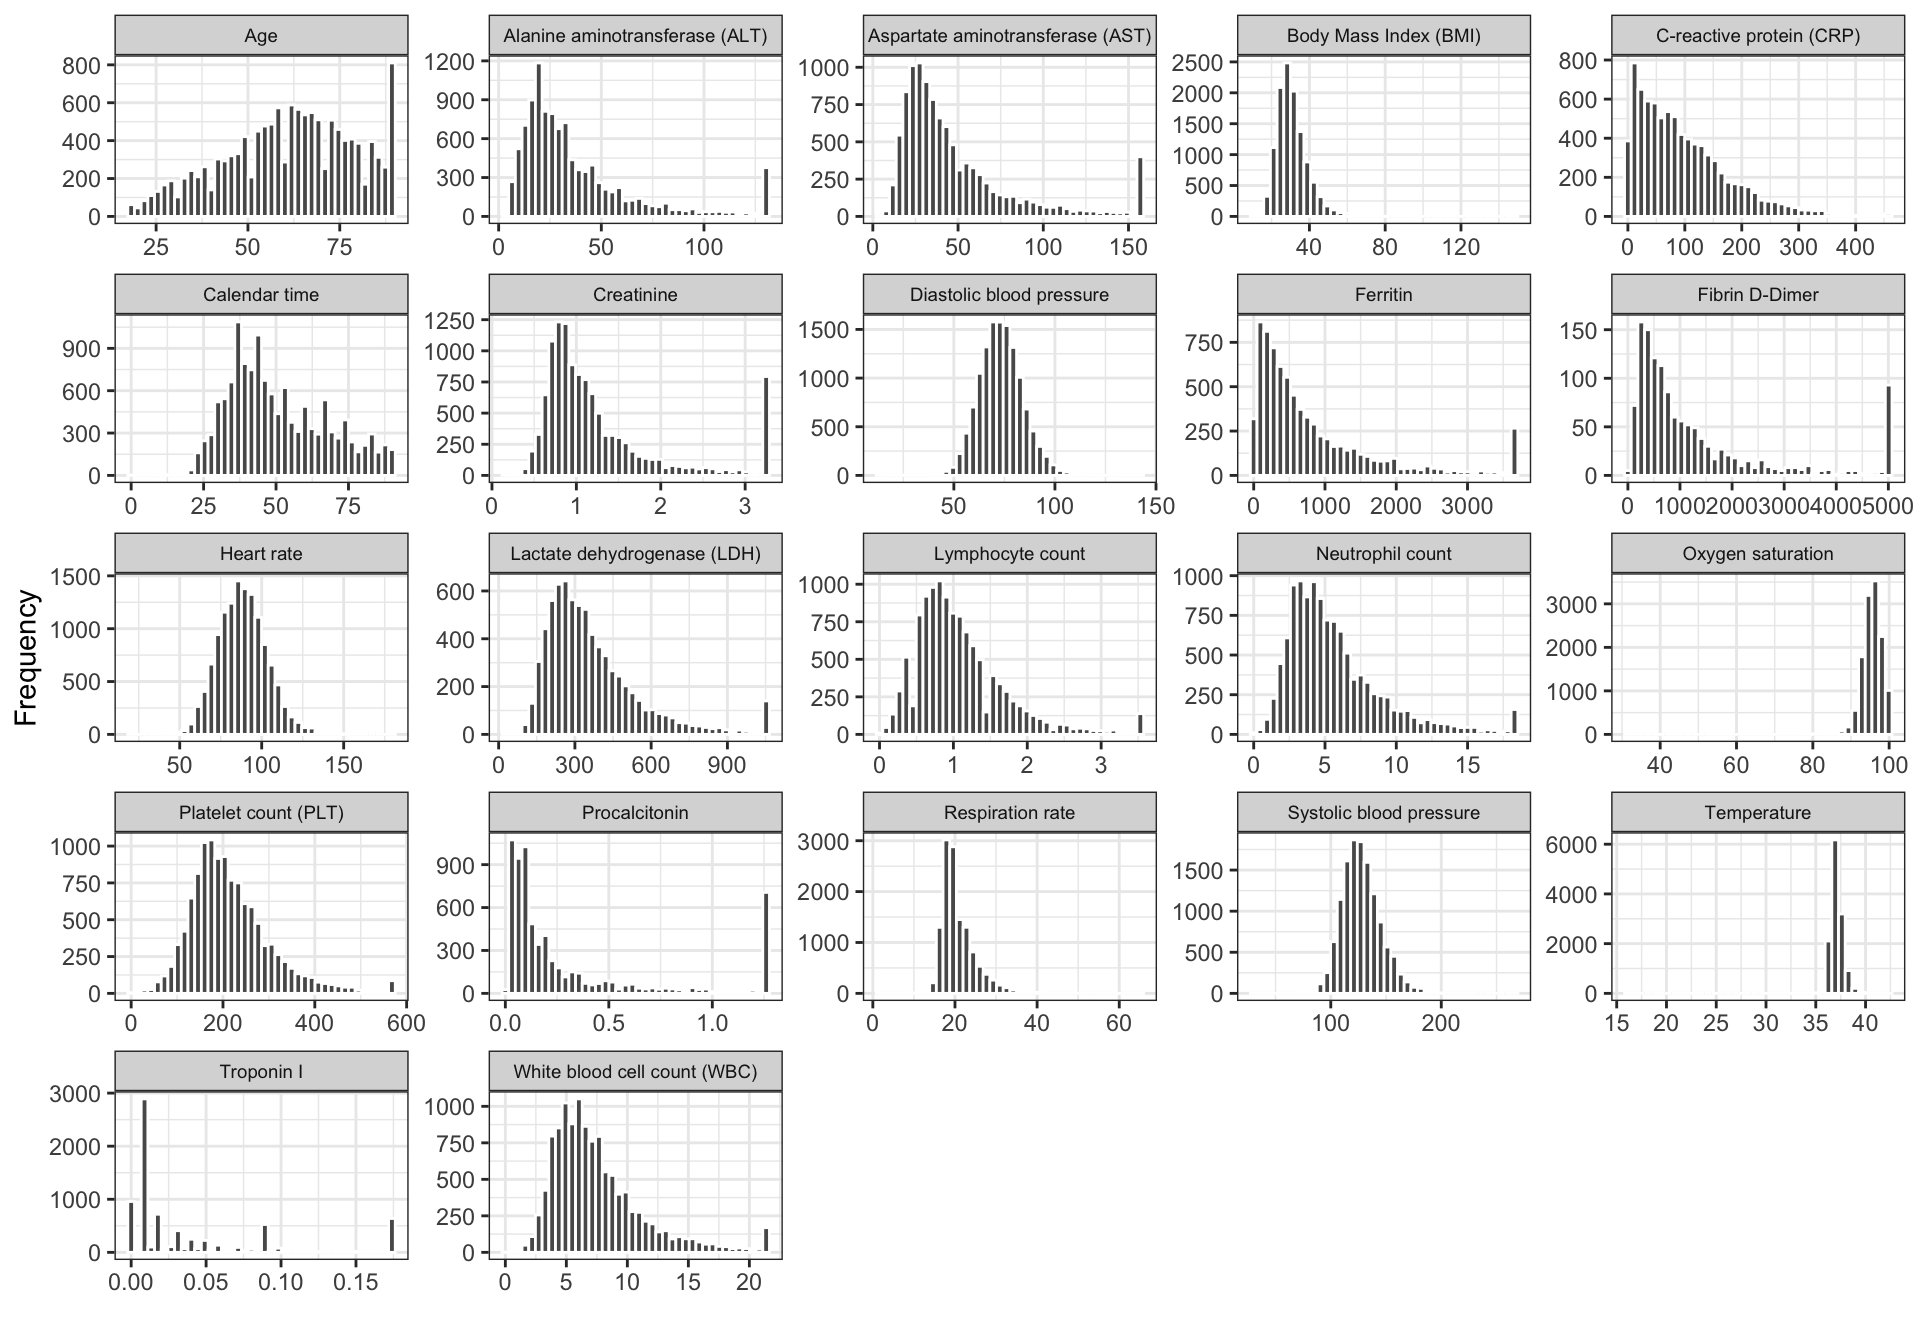 Age
Alanine aminotransferase (ALT)
Aspartate aminotransferase (AST)
Body Mass Index (BMI)
C-reactive protein (CRP)
800
600
400
200
0
25 50 75
1200
900
600
300
0
0 50 100
1000
750
500
250
0
0 50 100 150
2500
2000
1500
1000
500
0
40 80 120
800
600
400
200
0
0 100 200 300 400
Calendar time
Creatinine
Diastolic blood pressure
Ferritin
Fibrin D-Dimer
900
600
300
0
0 25 50 75
1250
1000
750
500
250
0
0 1 2 3
1500
1000
500
0
50 100 150
750
500
250
0
0 1000 2000 3000
150
100
50
0
0 1000 2000 3000 4000 5000
Frequency
Heart rate
Lactate dehydrogenase (LDH)
Lymphocyte count
Neutrophil count
Oxygen saturation
1500
1000
500
0
50 100 150
600
400
200
0
0 300 600 900
1000
750
500
250
0
0 1 2 3
1000
750
500
250
0
0 5 10 15
3000
2000
1000
0
40 60 80 100
Platelet count (PLT)
Procalcitonin
Respiration rate
Systolic blood pressure
Temperature
1000
750
500
250
0
0 200 400 600
900
600
300
0
0.0 0.5 1.0
3000
2000
1000
0
0 20 40 60
1500
1000
500
0
100 200
6000
4000
2000
0
15 20 25 30 35 40
Troponin I
White blood cell count (WBC)
3000
2000
1000
0
0.00 0.05 0.10 0.15
1000
750
500
250
0
0 5 10 15 20